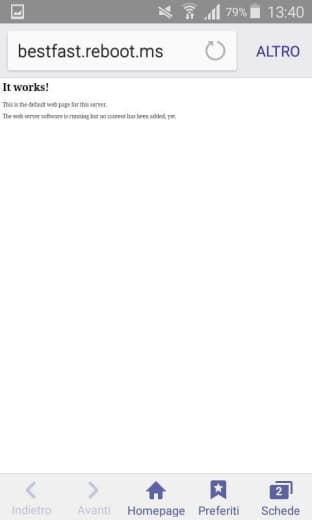 79% 13:40
bestfast.reboot.ms ALTRO
It works!
This is the default web page for this server.
The web server software is running but no content has been added, yet.
2
Indietro Avanti Homepage Preferiti Schede